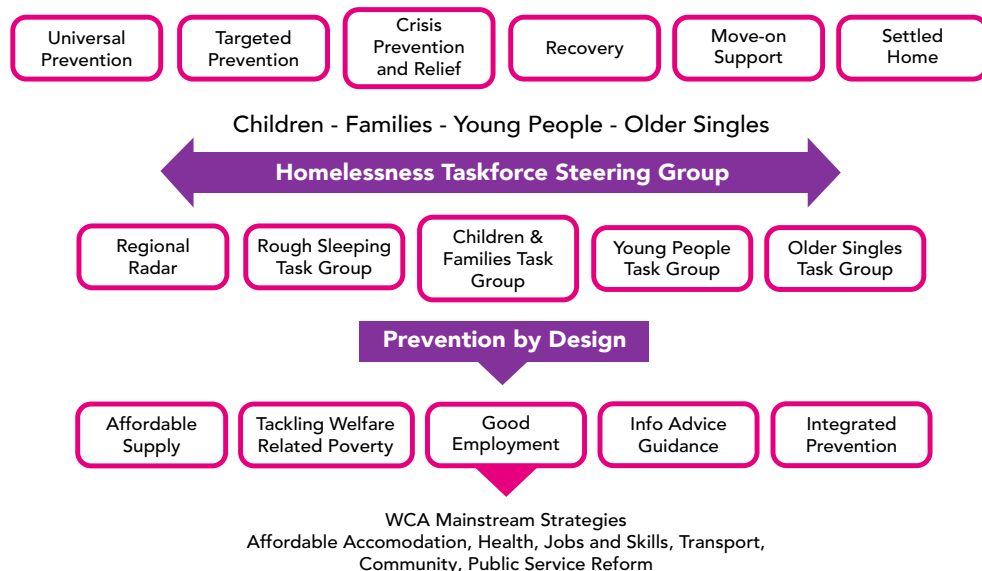 Universal
Prevention
Targeted
Prevention
Crisis
Prevention
and Relief
Recovery
Move-on
Support
Settled
Home
Children - Families - Young People - Older Singles
Homelessness Taskforce Steering Group
Regional
Radar
Rough Sleeping
Task Group
Children &
Families Task
Group
Young People
Task Group
Older Singles
Task Group
Prevention by Design
Affordable
Supply
Tackling Welfare
Related Poverty
Good
Employment
Info Advice
Guidance
Integrated
Prevention
WCA Mainstream Strategies
Affordable Accomodation, Health, Jobs and Skills, Transport,
Community, Public Service Reform